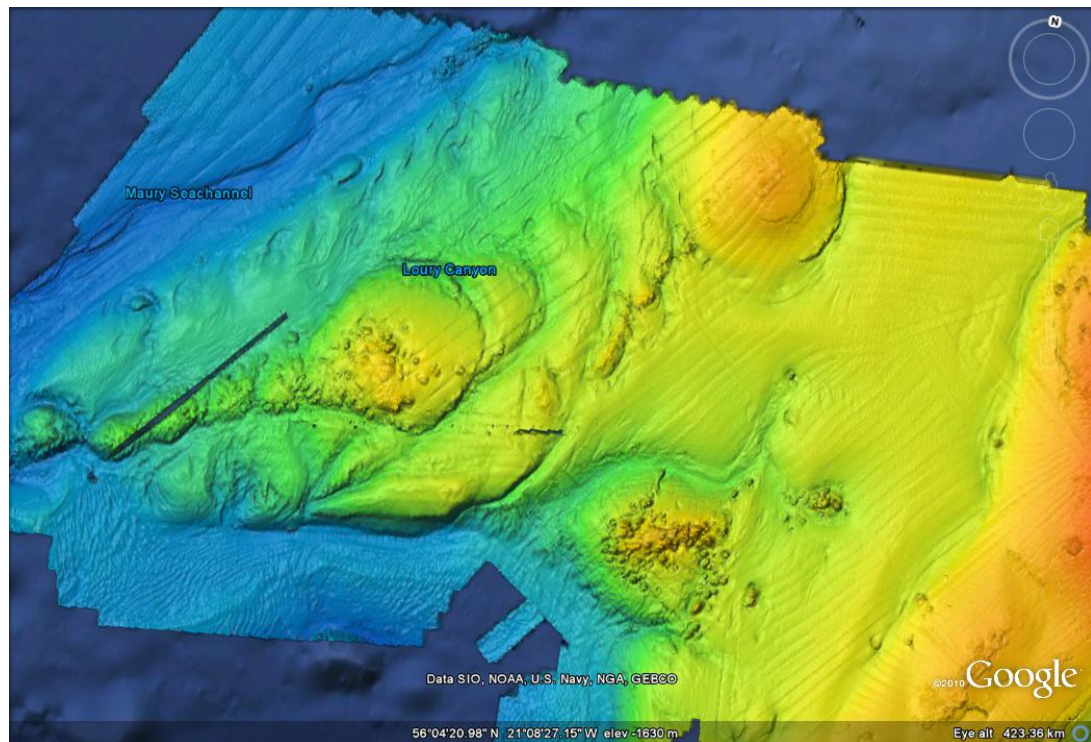 N
Maury Seachannel
Loury Canyon
Data SIO, NOAA, U.S. Navy, NGA, GEBCO
©2010 Google
56°04'20.98" N 21°08'27.15" W elev -1630 m
Eye alt 423.36 km